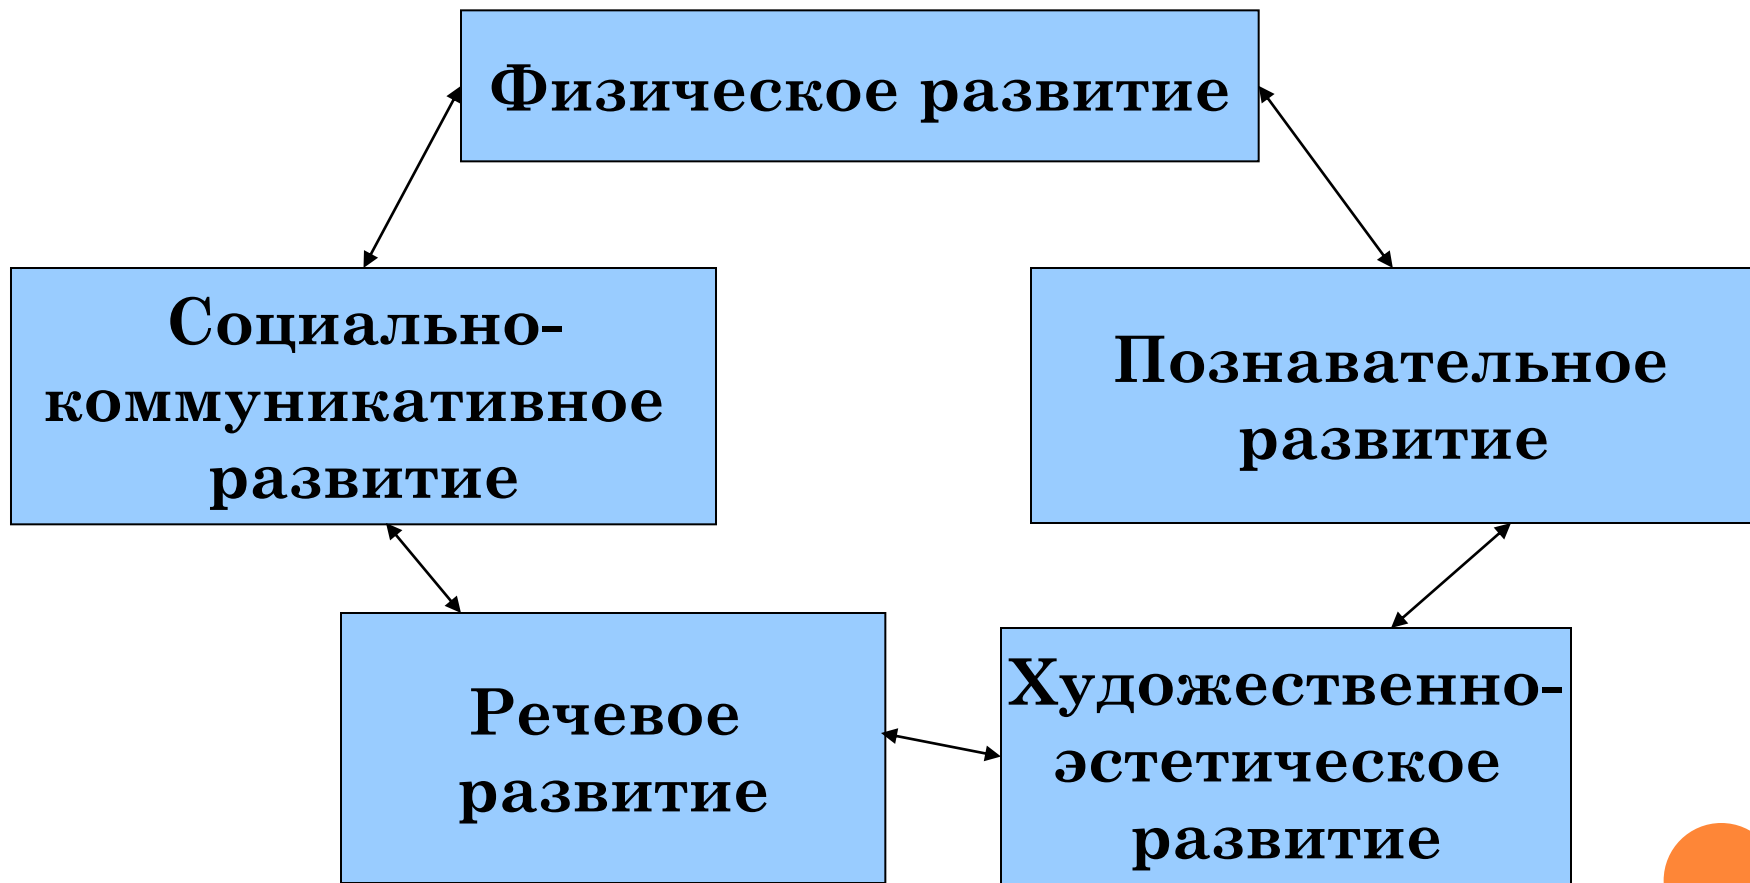 Физическое развитие
Социально-
коммуникативное
развитие
Познавательное
развитие
Речевое
развитие
Художественно-
эстетическое
развитие